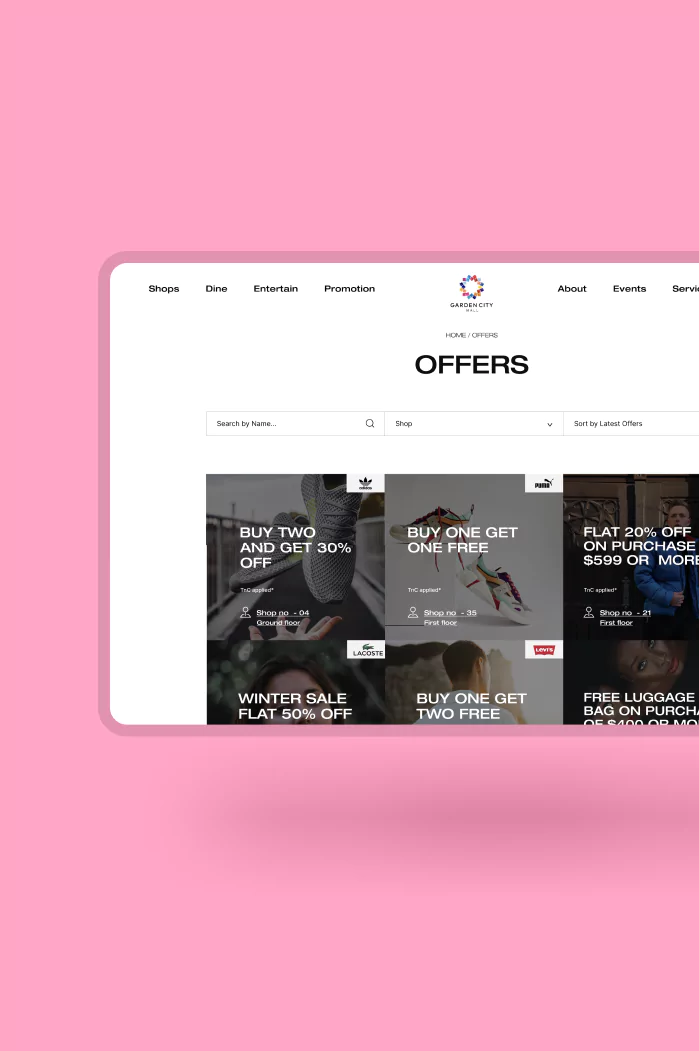 Shops Dine Entertain Promotion
GARDEN CITY
MALL
About Events Servi
HOME / OFFERS
OFFERS
Search by Name...
Shop
Sort by Latest Offers
adidas
BUY TWO
AND GET 30%
OFF
TnC applied*
Shop no - 04
Ground floor
PUMA
BUY ONE GET
ONE FREE
TnC applied*
Shop no - 35
First floor
FLAT 20% OFF
ON PURCHASE
$599 OR MORE
TnC applied*
Shop no - 21
First floor
LACOSTE
WINTER SALE
FLAT 50% OFF
Levi's
BUY ONE GET
TWO FREE
FREE LUGGAGE
BAG ON PURCHA
OF $400 OR MO